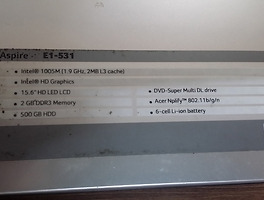 Aspire E1-531
• Intel® 1005M (1.9 GHz, 2MB L3 cache)
• Intel® HD Graphics
• 15.6" HD LED LCD
• 2 GB DDR3 Memory
• 500 GB HDD
• DVD-Super Multi DL drive
• Acer Nplify™ 802.11b/g/n
• 6-cell Li-ion battery